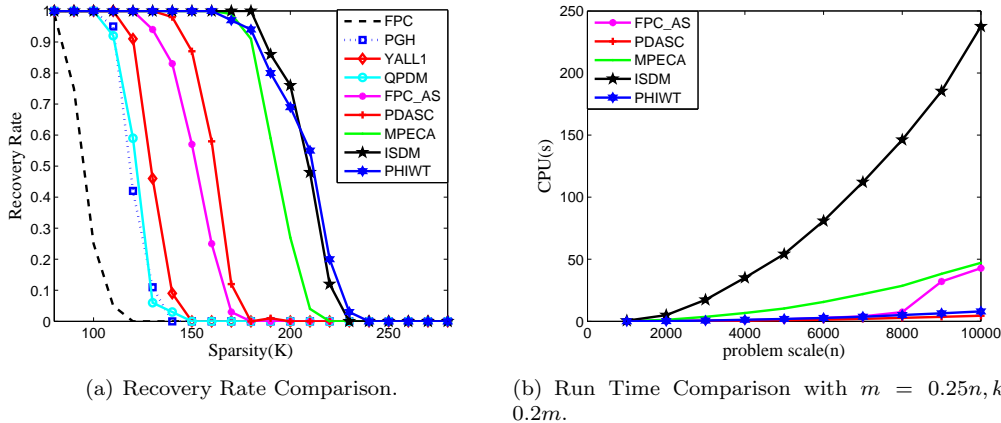 1
0.9
0.8
0.7
0.6
0.5
0.4
0.3
0.2
0.1
0
Recovery Rate
100
150
200
250
Sparsity(K)
FPC
PGH
YALL1
QPDM
FPC_AS
PDASC
MPECA
ISDM
PHIWT
(a) Recovery Rate Comparison.
250
200
150
100
50
0
CPU(s)
0
2000
4000
6000
8000
10000
problem scale(n)
FPC_AS
PDASC
MPECA
ISDM
PHIWT
(b) Run Time Comparison with m = 0.25n, k
0.2m.